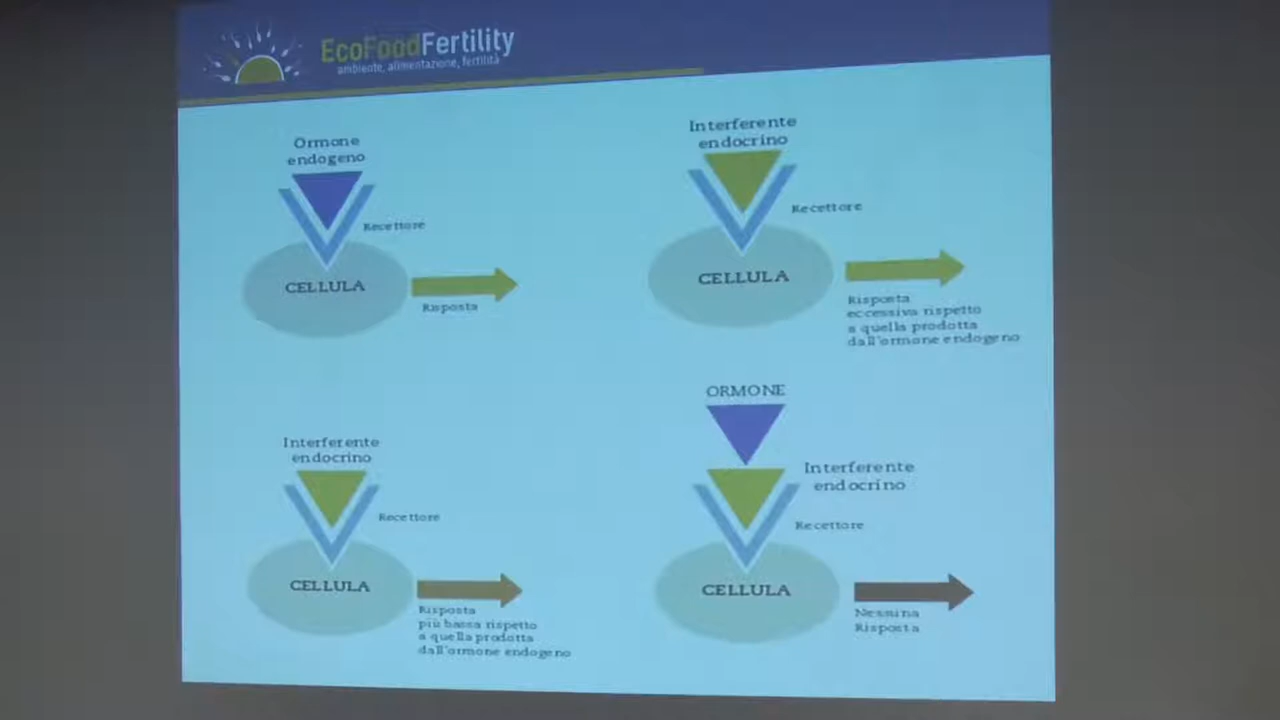 EcoFoodFertility
ambiente, alimentazione, fertilità
Ormone
endogeno
Recettore
CELLULA
Risposta
Interferente
endocrino
Recettore
CELLULA
Risposta
eccessiva rispetto
a quella prodotta
dall'ormone endogeno
Interferente
endocrino
Recettore
CELLULA
Risposta
più bassa rispetto
a quella prodotta
dall'ormone endogeno
ORMONE
Interferente
endocrino
Recettore
CELLULA
Nessuna
Risposta